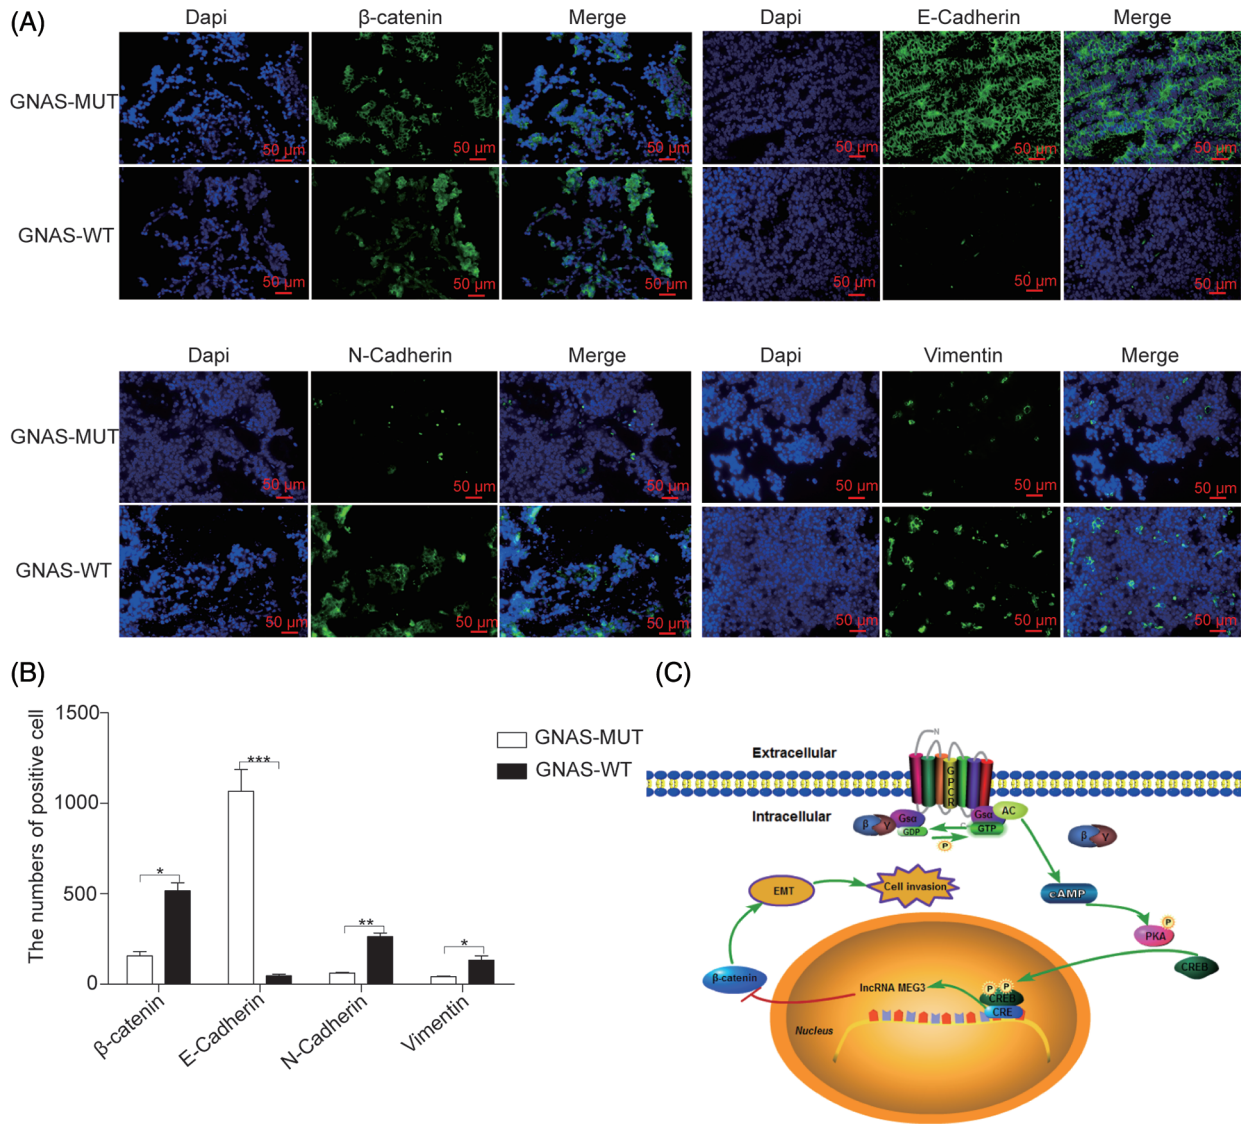 (A)
Dapi β-catenin Merge Dapi E-Cadherin Merge
GNAS-MUT
50 µm 50 µm 50 µm 50 µm 50 µm 50 µm
GNAS-WT
50 µm 50 µm 50 µm 50 µm 50 µm 50 µm
Dapi N-Cadherin Merge Dapi Vimentin Merge
GNAS-MUT
50 µm 50 µm 50 µm 50 µm 50 µm 50 µm
GNAS-WT
50 µm 50 µm 50 µm 50 µm 50 µm 50 µm
(B)
The numbers of positive cell
1500
1000
500
0
*
***
**
*
β-catenin
E-Cadherin
N-Cadherin
Vimentin
GNAS-MUT
GNAS-WT
(C)
Extracellular
Intracellular
N
GPCR
β γ Gsα GDP
C
Gsα GTP AC
P
β γ
cAMP
P
PKA
CREB
EMT
Cell invasion
β-catenin
lncRNA MEG3
P P
CREB
CRE
Nucleus